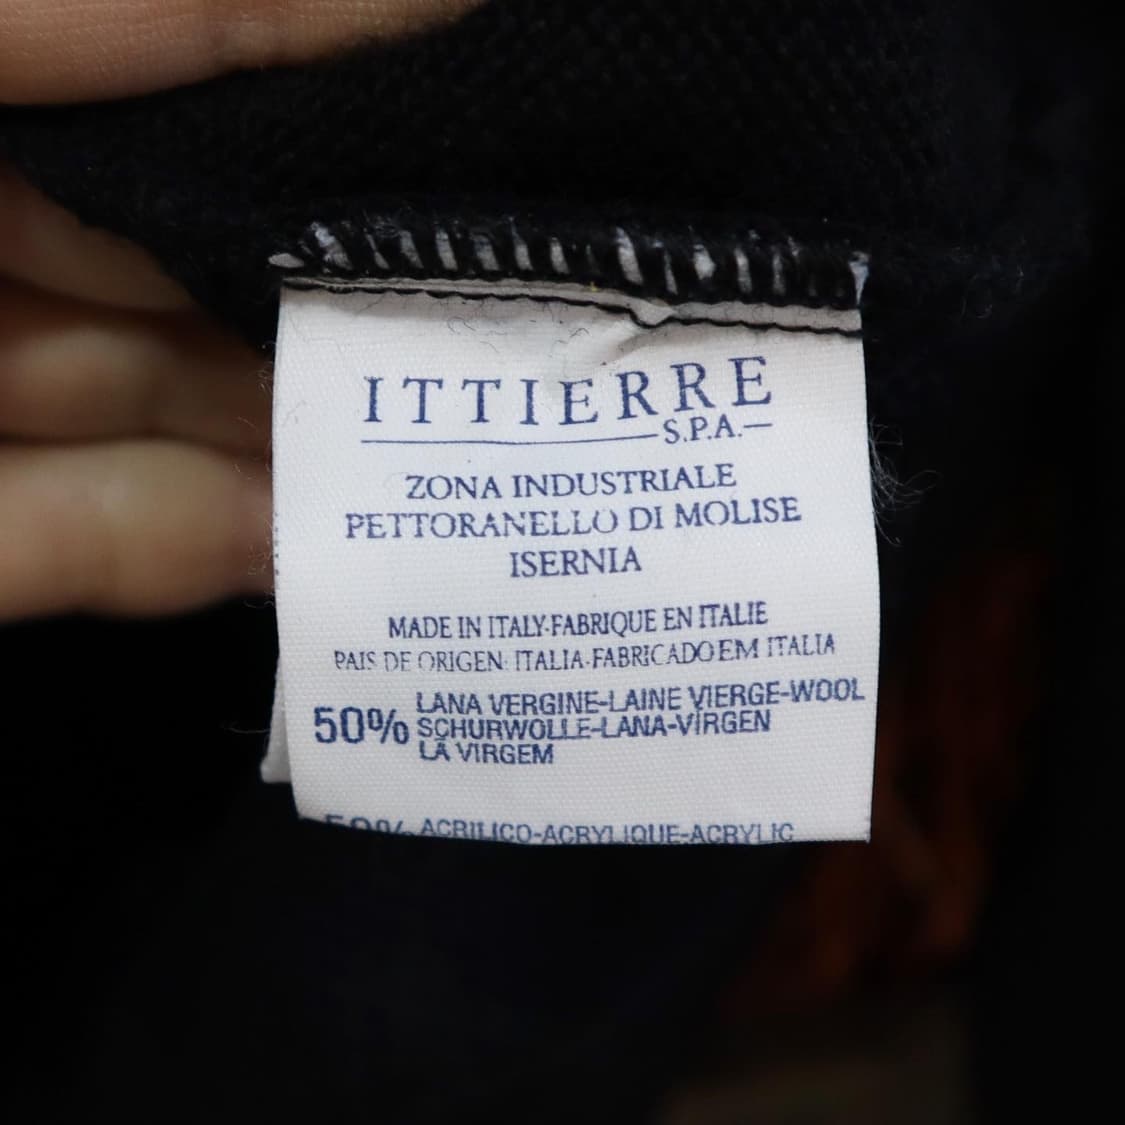 ITTIERRE
S.P.A.
ZONA INDUSTRIALE
PETTORANELLO DI MOLISE
ISERNIA
MADE IN ITALY-FABRIQUE EN ITALIE
PAIS DE ORIGEN: ITALIA-FABRICADO EM ITALIA
50% LANA VERGINE-LAINE VIERGE-WOOL
SCHURWOLLE-LANA-VIRGEN
LÃ VIRGEM
50% ACRILICO-ACRYLIQUE-ACRYLIC